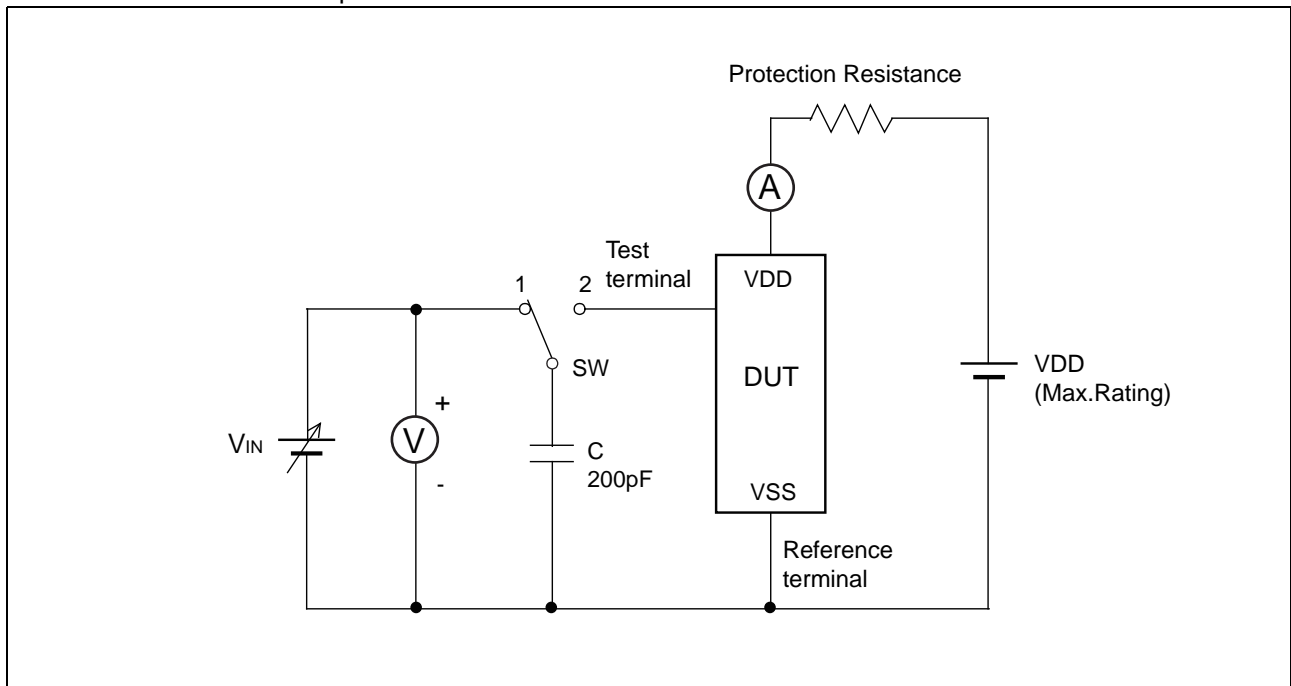 Protection Resistance
A
Test
terminal
1
2
VDD
SW
DUT
VDD
(Max.Rating)
VIN
+
V
-
C
200pF
VSS
Reference
terminal